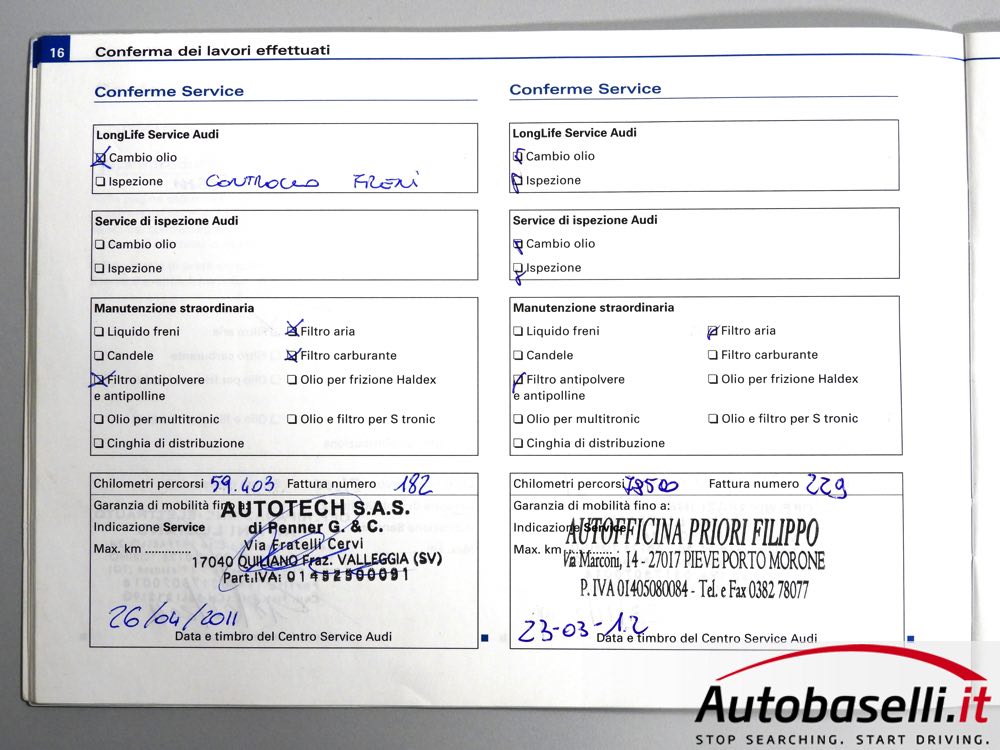 16 Conferma dei lavori effettuati
Conferme Service
LongLife Service Audi
Cambio olio
Ispezione CONTROLLO FRENI
Service di ispezione Audi
Cambio olio
Ispezione
Manutenzione straordinaria
Liquido freni
Filtro aria
Candele
Filtro carburante
Filtro antipolvere
e antipolline
Olio per frizione Haldex
Olio per multitronic
Olio e filtro per S tronic
Cinghia di distribuzione
Chilometri percorsi 59.403 Fattura numero 182
Garanzia di mobilità fino a:
Indicazione Service
Max. km ..............
AUTOTECH S.A.S.
di Penner G. & C.
Via Fratelli Cervi
17040 QUILIANO Fraz. VALLEGGIA (SV)
Part.IVA: 01452500091
26/04/2011
Data e timbro del Centro Service Audi
Conferme Service
LongLife Service Audi
Cambio olio
Ispezione
Service di ispezione Audi
Cambio olio
Ispezione
Manutenzione straordinaria
Liquido freni
Filtro aria
Candele
Filtro carburante
Filtro antipolvere
e antipolline
Olio per frizione Haldex
Olio per multitronic
Olio e filtro per S tronic
Cinghia di distribuzione
Chilometri percorsi 78500 Fattura numero 229
Garanzia di mobilità fino a:
Indicazione Service
Max. km ..............
AUTOFFICINA PRIORI FILIPPO
Via Marconi, 14 - 27017 PIEVE PORTO MORONE
P. IVA 01405080084 - Tel. e Fax 0382 78077
23-03-12
Data e timbro del Centro Service Audi
Autobaselli.it
STOP SEARCHING. START DRIVING.